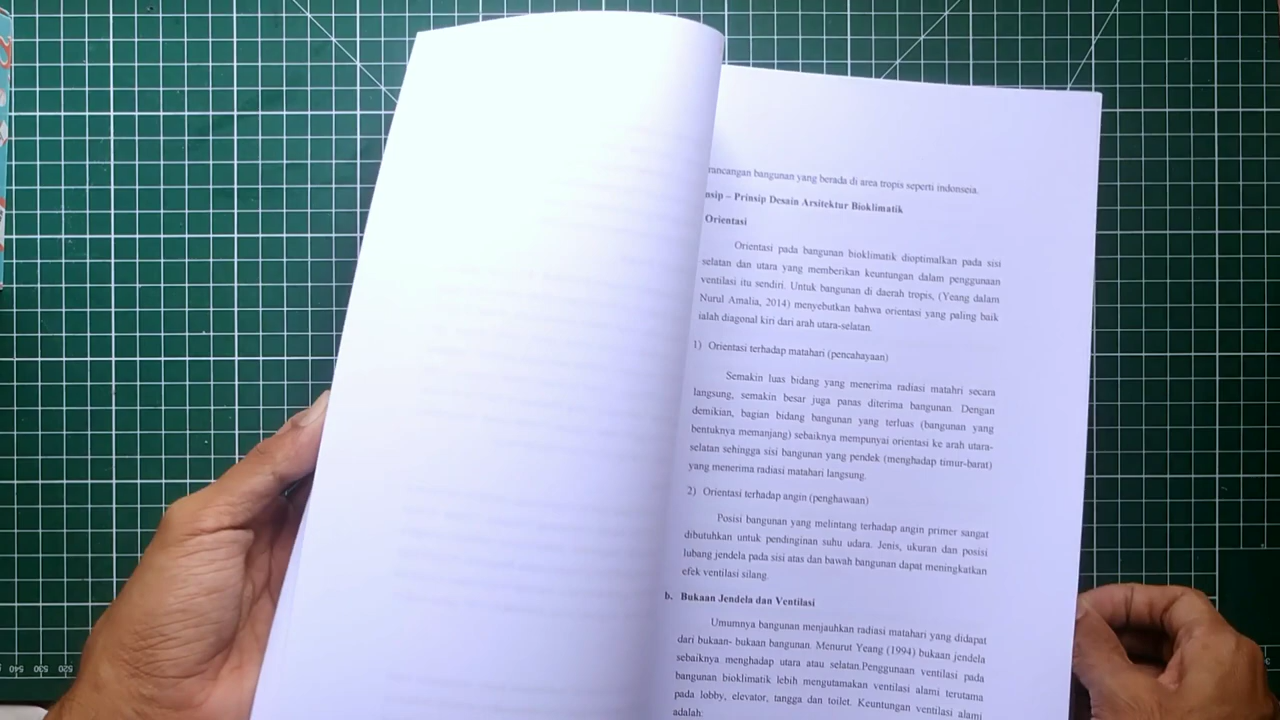 rancangan bangunan yang berada di area tropis seperti indonseia.
nsip – Prinsip Desain Arsitektur Bioklimatik
Orientasi
Orientasi pada bangunan bioklimatik dioptimalkan pada sisi
selatan dan utara yang memberikan keuntungan dalam penggunaan
ventilasi itu sendiri. Untuk bangunan di daerah tropis, (Yeang dalam
Nurul Amalia, 2014) menyebutkan bahwa orientasi yang paling baik
ialah diagonal kiri dari arah utara-selatan.
1) Orientasi terhadap matahari (pencahayaan)
Semakin luas bidang yang menerima radiasi matahri secara
langsung, semakin besar juga panas diterima bangunan. Dengan
demikian, bagian bidang bangunan yang terluas (bangunan yang
bentuknya memanjang) sebaiknya mempunyai orientasi ke arah utara-
selatan sehingga sisi bangunan yang pendek (menghadap timur-barat)
yang menerima radiasi matahari langsung.
2) Orientasi terhadap angin (penghawaan)
Posisi bangunan yang melintang terhadap angin primer sangat
dibutuhkan untuk pendinginan suhu udara. Jenis, ukuran dan posisi
lubang jendela pada sisi atas dan bawah bangunan dapat meningkatkan
efek ventilasi silang.
b. Bukaan Jendela dan Ventilasi
Umumnya bangunan menjauhkan radiasi matahari yang didapat
dari bukaan- bukaan bangunan. Menurut Yeang (1994) bukaan jendela
sebaiknya menghadap utara atau selatan.Penggunaan ventilasi pada
bangunan bioklimatik lebih mengutamakan ventilasi alami terutama
pada lobby, elevator, tangga dan toilet. Keuntungan ventilasi alami
adalah:
540 530 520